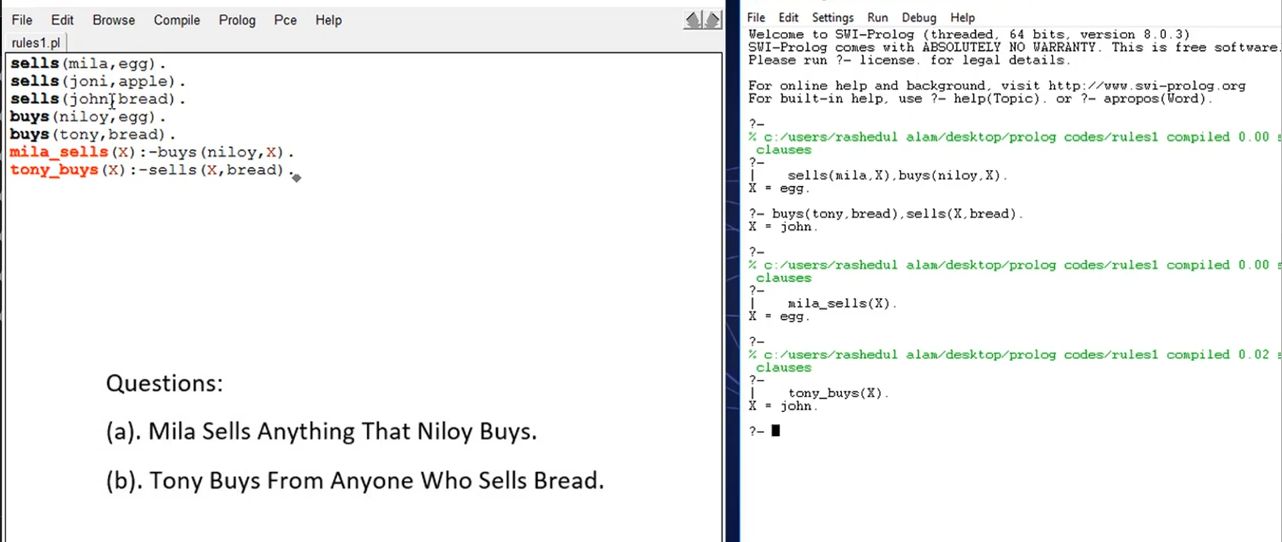 File Edit Browse Compile Prolog Pce Help
rules1.pl
sells(mila,egg).
sells(joni,apple).
sells(john,bread).
buys(niloy,egg).
buys(tony,bread).
mila_sells(X):-buys(niloy,X).
tony_buys(X):-sells(X,bread).
Questions:
(a). Mila Sells Anything That Niloy Buys.
(b). Tony Buys From Anyone Who Sells Bread.
File Edit Settings Run Debug Help
Welcome to SWI-Prolog (threaded, 64 bits, version 8.0.3)
SWI-Prolog comes with ABSOLUTELY NO WARRANTY. This is free software.
Please run ?- license. for legal details.
For online help and background, visit http://www.swi-prolog.org
For built-in help, use ?- help(Topic). or ?- apropos(Word).
?-
% c:/users/rashedul alam/desktop/prolog codes/rules1 compiled 0.00 s
clauses
?-
| sells(mila,X),buys(niloy,X).
X = egg.
?- buys(tony,bread),sells(X,bread).
X = john.
?-
% c:/users/rashedul alam/desktop/prolog codes/rules1 compiled 0.00 s
clauses
?-
| mila_sells(X).
X = egg.
?-
% c:/users/rashedul alam/desktop/prolog codes/rules1 compiled 0.02 s
clauses
?-
| tony_buys(X).
X = john.
?-